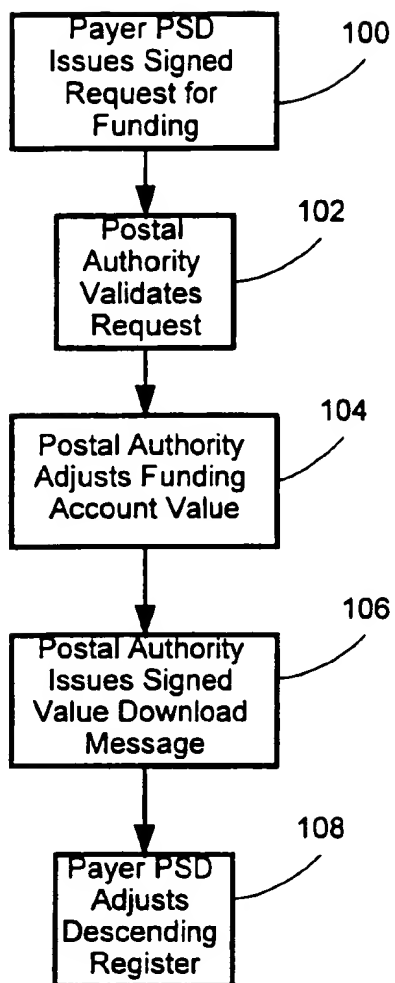 Payer PSD
Issues Signed
Request for
Funding
100
Postal
Authority
Validates
Request
102
Postal Authority
Adjusts Funding
Account Value
104
Postal Authority
Issues Signed
Value Download
Message
106
Payer PSD
Adjusts
Descending
Register
108